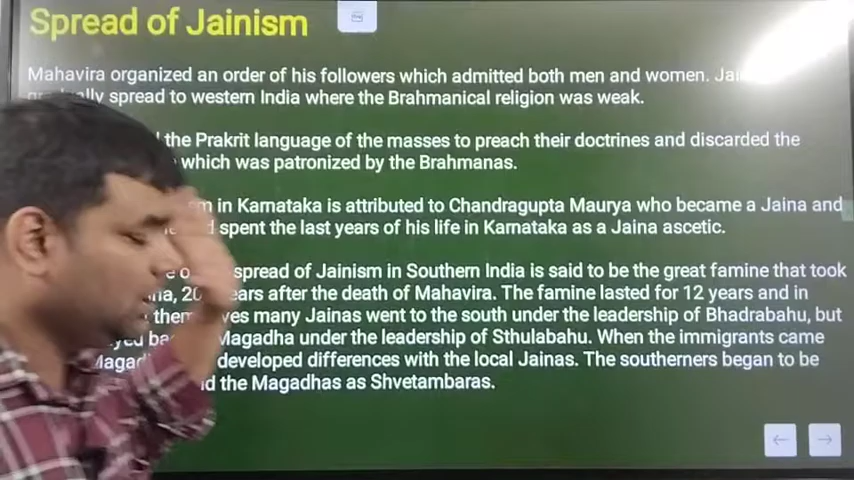 Spread of Jainism
Mahavira organized an order of his followers which admitted both men and women.
spread to western India where the Brahmanical religion was weak.
the Prakrit language of the masses to preach their doctrines and discarded the
which was patronized by the Brahmanas.
in Karnataka is attributed to Chandragupta Maurya who became a Jaina and
spent the last years of his life in Karnataka as a Jaina ascetic.
spread of Jainism in Southern India is said to be the great famine that took
after the death of Mahavira. The famine lasted for 12 years and in
many Jainas went to the south under the leadership of Bhadrabahu, but
Magadha under the leadership of Sthulabahu. When the immigrants came
developed differences with the local Jainas. The southerners began to be
the Magadhas as Shvetambaras.